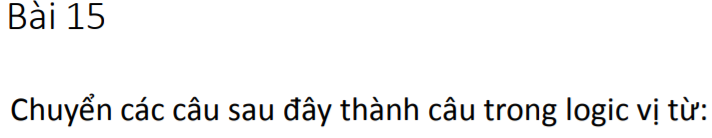 Bài 15
Chuyển các câu sau đây thành câu trong logic vị từ: